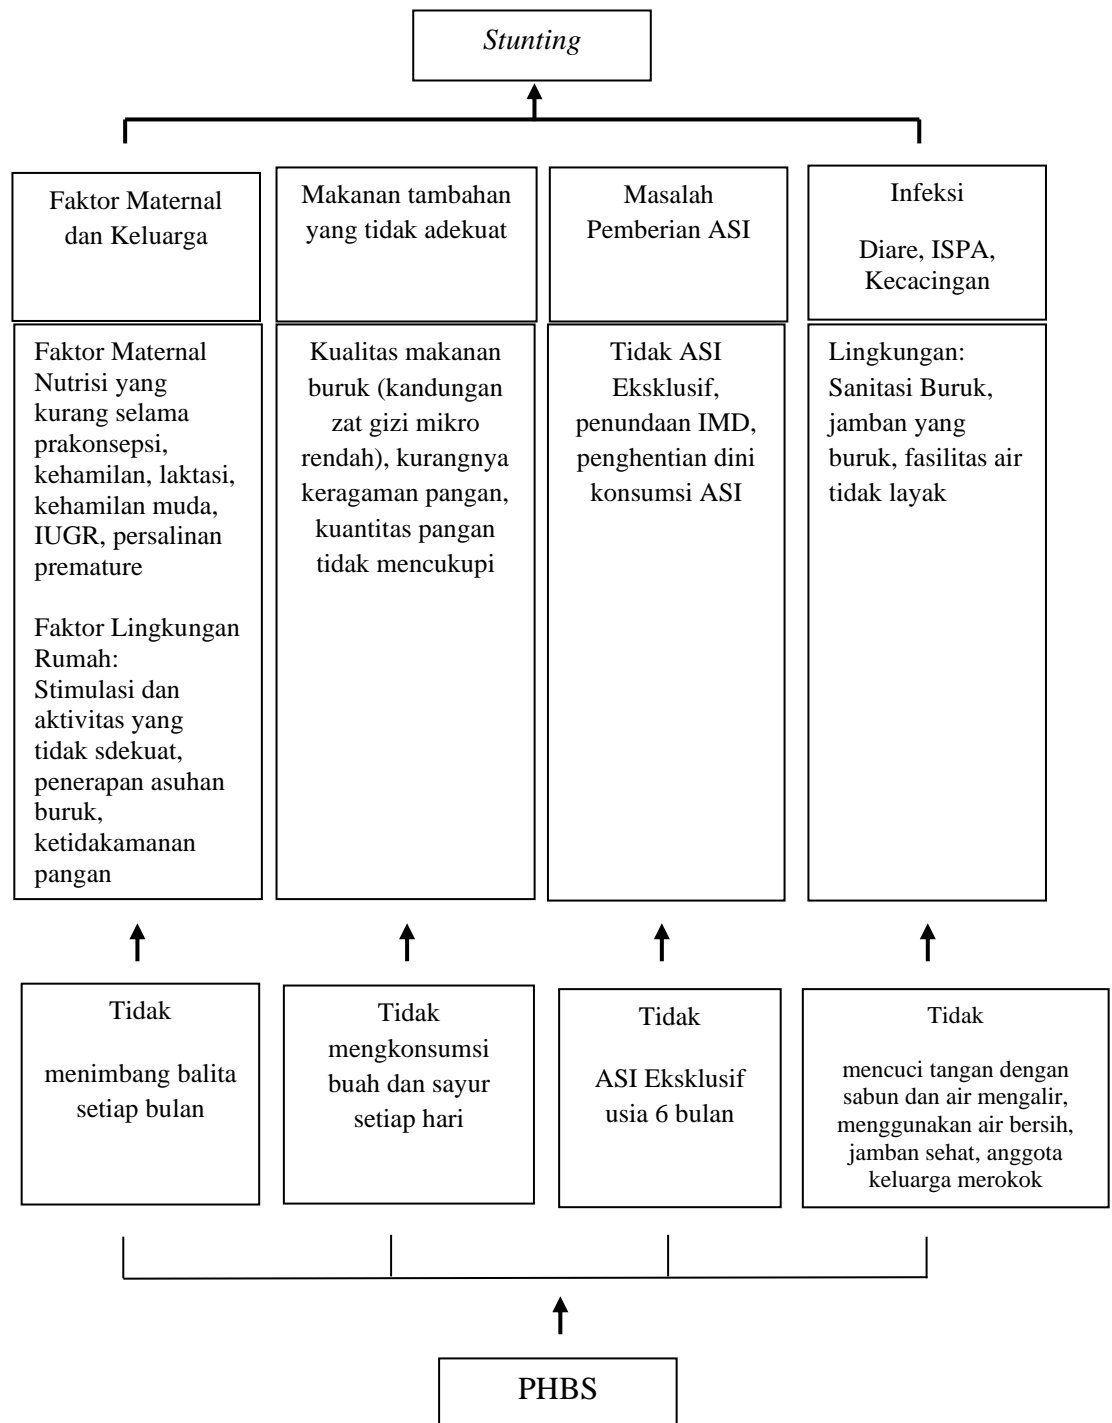 Stunting
Faktor Maternal
dan Keluarga
Makanan tambahan
yang tidak adekuat
Masalah
Pemberian ASI
Infeksi
Diare, ISPA,
Kecacingan
Faktor Maternal
Nutrisi yang
kurang selama
prakonsepsi,
kehamilan, laktasi,
kehamilan muda,
IUGR, persalinan
premature
Faktor Lingkungan
Rumah:
Stimulasi dan
aktivitas yang
tidak sdekuat,
penerapan asuhan
buruk,
ketidakamanan
pangan
Kualitas makanan
buruk (kandungan
zat gizi mikro
rendah), kurangnya
keragaman pangan,
kuantitas pangan
tidak mencukupi
Tidak ASI
Eksklusif,
penundaan IMD,
penghentian dini
konsumsi ASI
Lingkungan:
Sanitasi Buruk,
jamban yang
buruk, fasilitas air
tidak layak
Tidak
menimbang balita
setiap bulan
Tidak
mengkonsumsi
buah dan sayur
setiap hari
Tidak
ASI Eksklusif
usia 6 bulan
Tidak
mencuci tangan dengan
sabun dan air mengalir,
menggunakan air bersih,
jamban sehat, anggota
keluarga merokok
PHBS